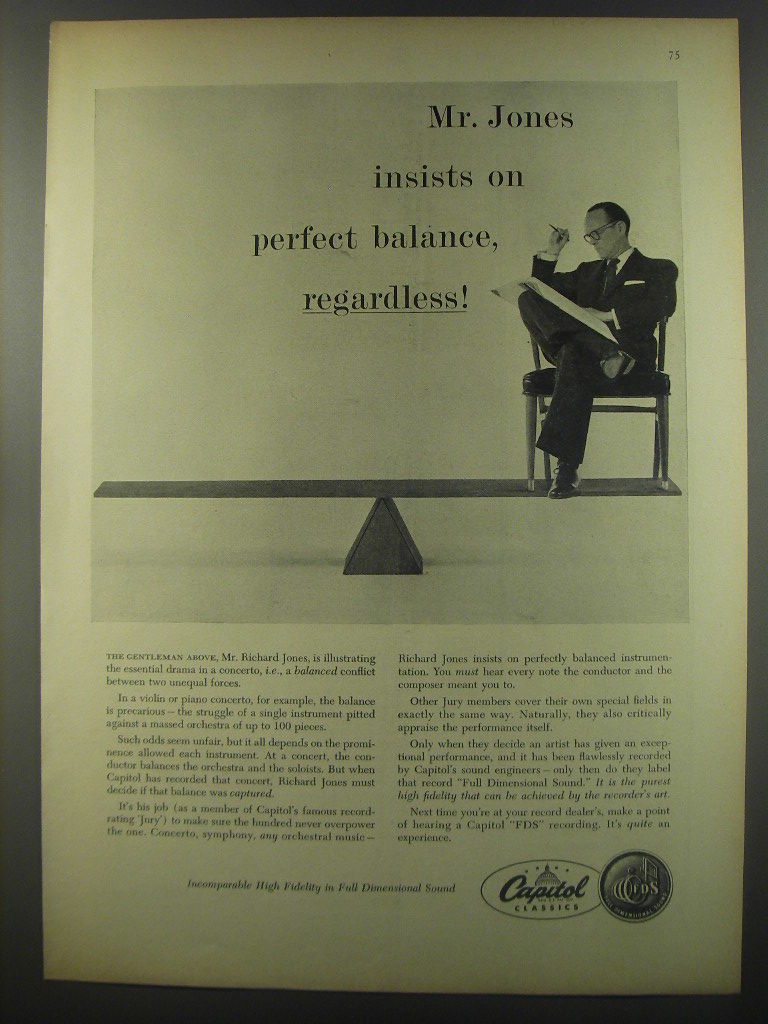 75
Mr. Jones
insists on
perfect balance,
regardless!
THE GENTLEMAN ABOVE, Mr. Richard Jones, is illustrating
the essential drama in a concerto, i.e., a balanced conflict
between two unequal forces.
In a violin or piano concerto, for example, the balance
is precarious – the struggle of a single instrument pitted
against a massed orchestra of up to 100 pieces.
Such odds seem unfair, but it all depends on the promi-
nence allowed each instrument. At a concert, the con-
ductor balances the orchestra and the soloists. But when
Capitol has recorded that concert, Richard Jones must
decide if that balance was captured.
It's his job (as a member of Capitol's famous record-
rating 'Jury') to make sure the hundred never overpower
the one. Concerto, symphony, any orchestral music –
Richard Jones insists on perfectly balanced instrumen-
tation. You must hear every note the conductor and the
composer meant you to.
Other Jury members cover their own special fields in
exactly the same way. Naturally, they also critically
appraise the performance itself.
Only when they decide an artist has given an excep-
tional performance, and it has been flawlessly recorded
by Capitol's sound engineers – only then do they label
that record "Full Dimensional Sound." It is the purest
high fidelity that can be achieved by the recorder's art.
Next time you're at your record dealer's, make a point
of hearing a Capitol "FDS" recording. It's quite an
experience.
Incomparable High Fidelity in Full Dimensional Sound
Capitol
CLASSICS
FDS
FULL DIMENSIONAL SOUND